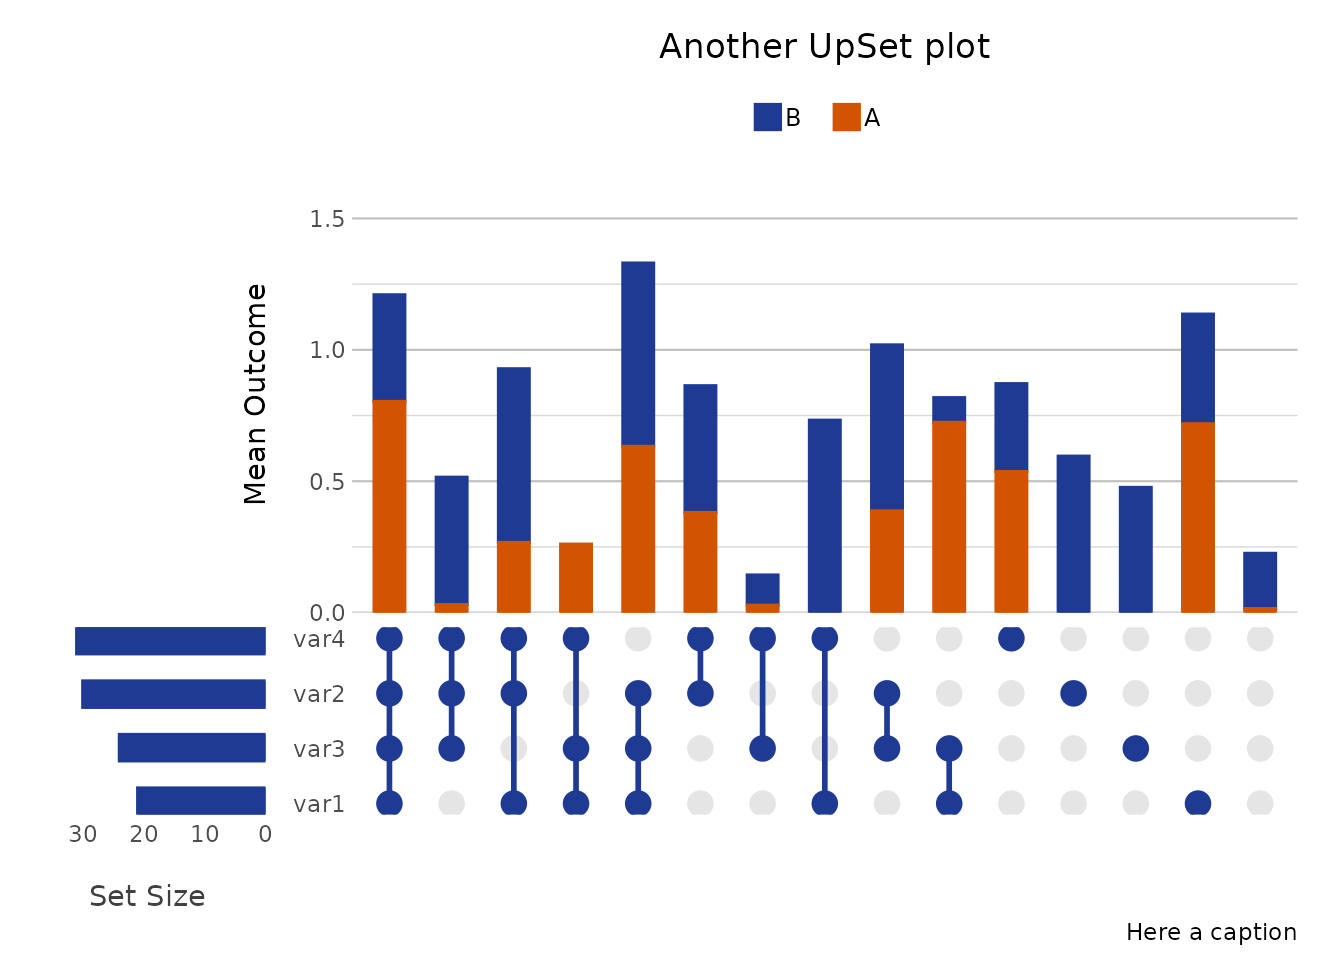 Another UpSet plot
B A
Mean Outcome
1.5
1.0
0.5
0.0
var4
var2
var3
var1
30 20 10 0
Set Size
Here a caption